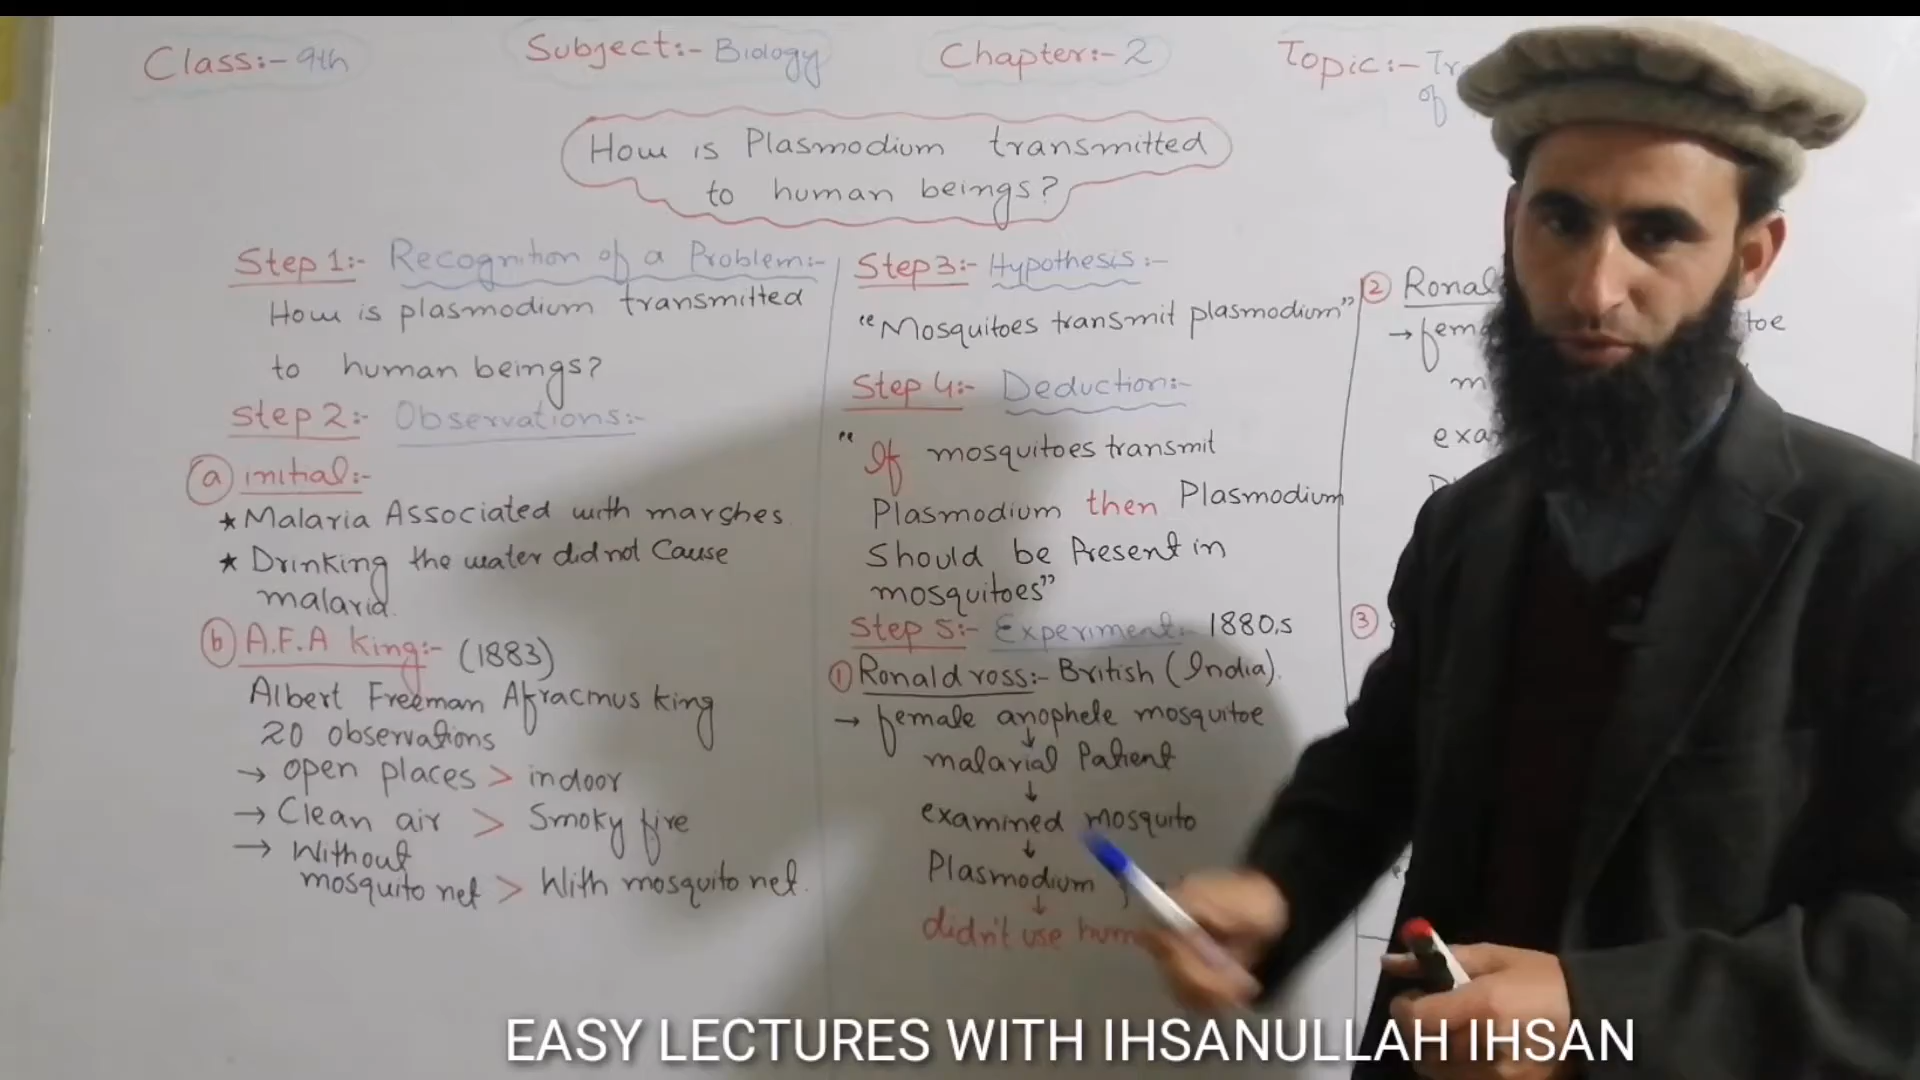 Class:- 9th
Subject:- Biology
Chapter:- 2
Topic:-
of
How is Plasmodium transmitted
to human beings?
Step 1:- Recognition of a Problem:-
How is plasmodium transmitted
to human beings?
Step 2:- Observations:-
(a) initial:-
★ Malaria Associated with marshes
★ Drinking the water did not Cause
malaria.
(b) A.F.A King:- (1883)
Albert Freeman Afracmus king
20 observations
→ open places > indoor
→ Clean air > Smoky fire
→ Without
mosquito net > With mosquito net.
Step 3:- Hypothesis:-
“Mosquitoes transmit plasmodium”
Step 4:- Deduction:-
“If mosquitoes transmit
Plasmodium then Plasmodium
Should be Present in
mosquitoes”
Step 5:- Experiment:- 1880,s
① Ronald ross:- British (India).
→ female anophele mosquitoe
↓
malarial Patient
↓
examined mosquito
↓
Plasmodium
↓
didn't use
②
→
③
EASY LECTURES WITH IHSANULLAH IHSAN